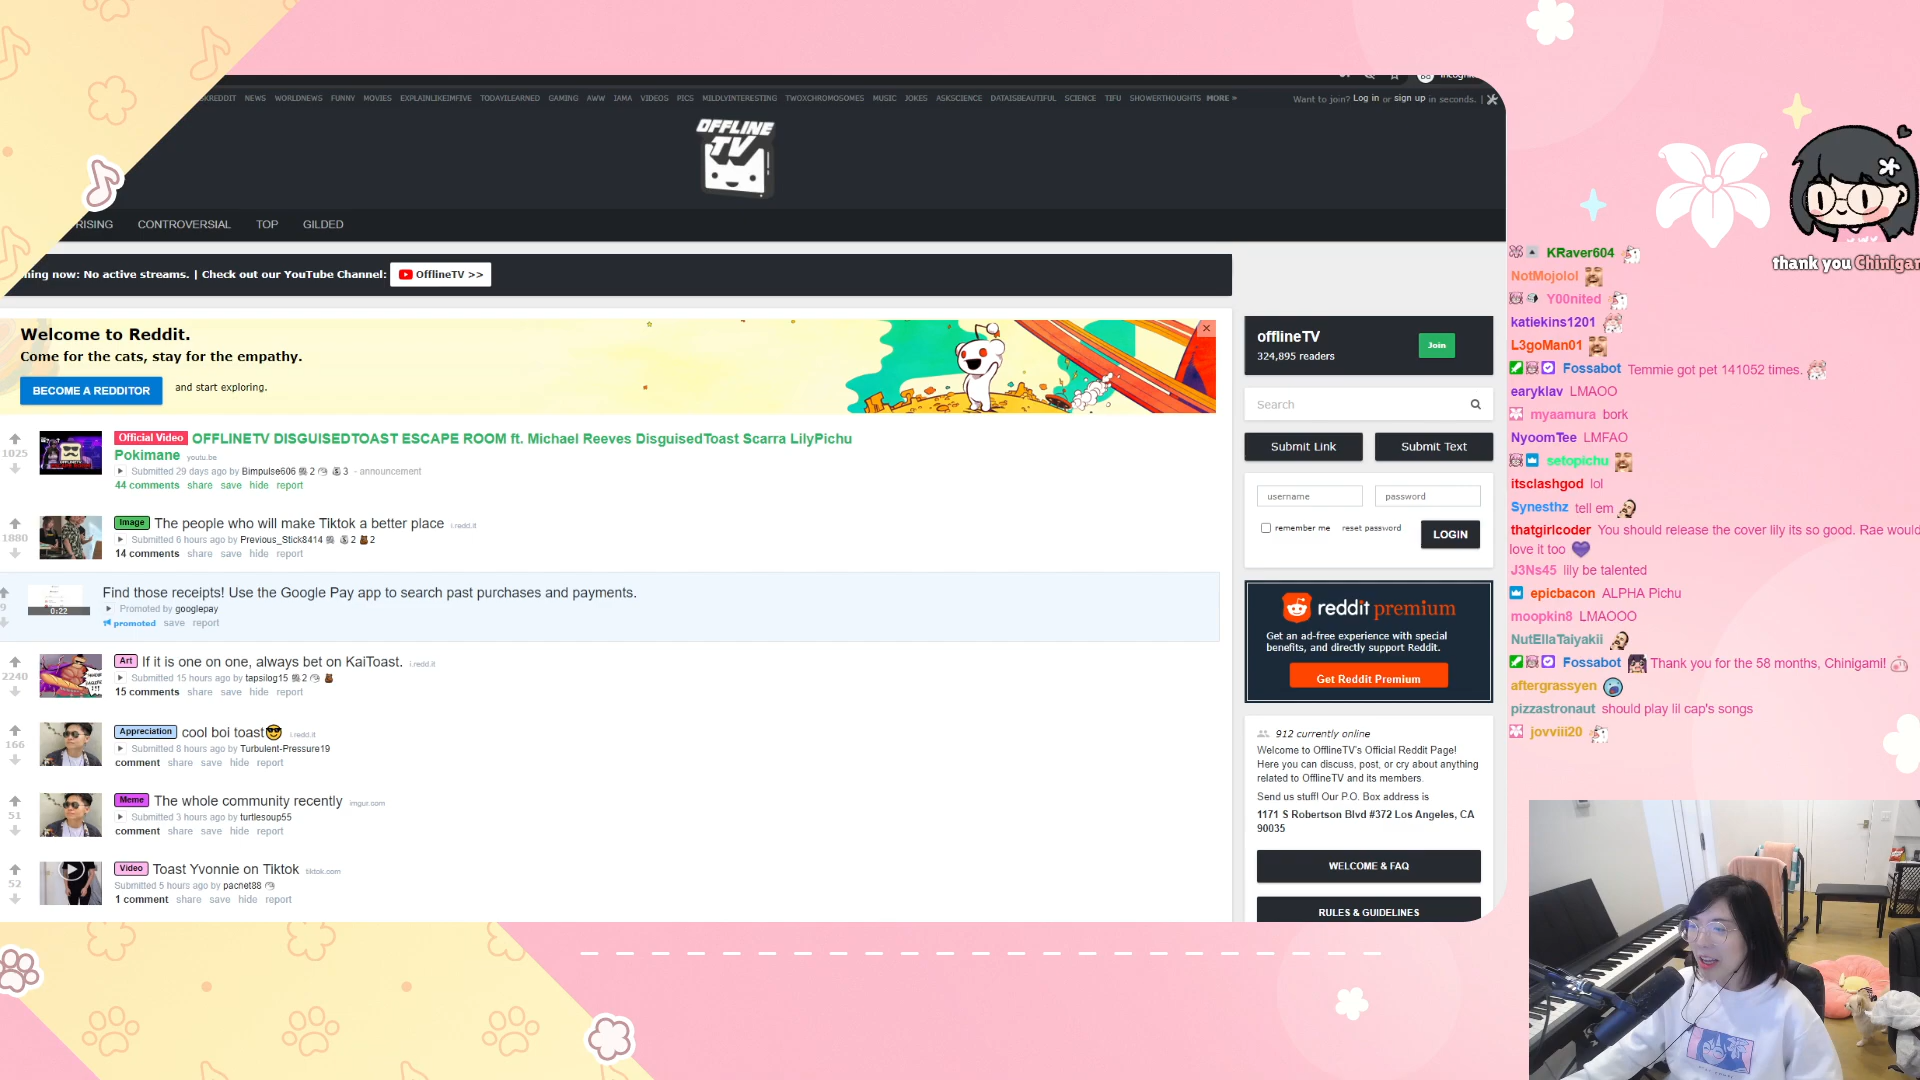 NEWS WORLDNEWS FUNNY MOVIES EXPLAINLIKEIMFIVE TODAYILEARNED GAMING AWW IAMA VIDEOS PICS MILDLYINTERESTING TWOXCHROMOSOMES MUSIC JOKES ASKSCIENCE DATAISBEAUTIFUL SCIENCE TIFU SHOWERTHOUGHTS MORE »
Want to join? Log in or sign up in seconds. |
OFFLINE
TV
RISING CONTROVERSIAL TOP GILDED
ing now: No active streams. | Check out our YouTube Channel: OfflineTV >>
Welcome to Reddit.
Come for the cats, stay for the empathy.
BECOME A REDDITOR and start exploring.
1025
Official Video OFFLINETV DISGUISEDTOAST ESCAPE ROOM ft. Michael Reeves DisguisedToast Scarra LilyPichu
Pokimane youtu.be
Submitted 29 days ago by Bimpulse606 2 3 - announcement
44 comments share save hide report
1880
Image The people who will make Tiktok a better place i.redd.it
Submitted 6 hours ago by Previous_Stick8414 2 2
14 comments share save hide report
9
0:22
Find those receipts! Use the Google Pay app to search past purchases and payments.
Promoted by googlepay
promoted save report
2240
Art If it is one on one, always bet on KaiToast. i.redd.it
Submitted 15 hours ago by tapsilog15 2
15 comments share save hide report
166
Appreciation cool boi toast😎 i.redd.it
Submitted 8 hours ago by Turbulent-Pressure19
comment share save hide report
51
Meme The whole community recently imgur.com
Submitted 3 hours ago by turtlesoup55
comment share save hide report
52
Video Toast Yvonnie on Tiktok tiktok.com
Submitted 5 hours ago by pacnet88
1 comment share save hide report
offlineTV
324,895 readers
Join
Search
Submit Link Submit Text
username password
remember me reset password LOGIN
reddit premium
Get an ad-free experience with special
benefits, and directly support Reddit.
Get Reddit Premium
912 currently online
Welcome to OfflineTV's Official Reddit Page!
Here you can discuss, post, or cry about anything
related to OfflineTV and its members.
Send us stuff! Our P.O. Box address is
1171 S Robertson Blvd #372 Los Angeles, CA
90035
WELCOME & FAQ
RULES & GUIDELINES
thank you Chinigam
KRaver604
NotMojolol
Y00nited
katiekins1201
L3goMan01
Fossabot Temmie got pet 141052 times.
earyklav LMAOO
myaamura bork
NyoomTee LMFAO
setopichu
itsclashgod lol
Synesthz tell em
thatgirlcoder You should release the cover lily its so good. Rae would
love it too 💜
J3Ns45 lily be talented
epicbacon ALPHA Pichu
moopkin8 LMAOOO
NutEllaTaiyakii
Fossabot Thank you for the 58 months, Chinigami!
aftergrassyen
pizzastronaut should play lil cap's songs
jovviii20